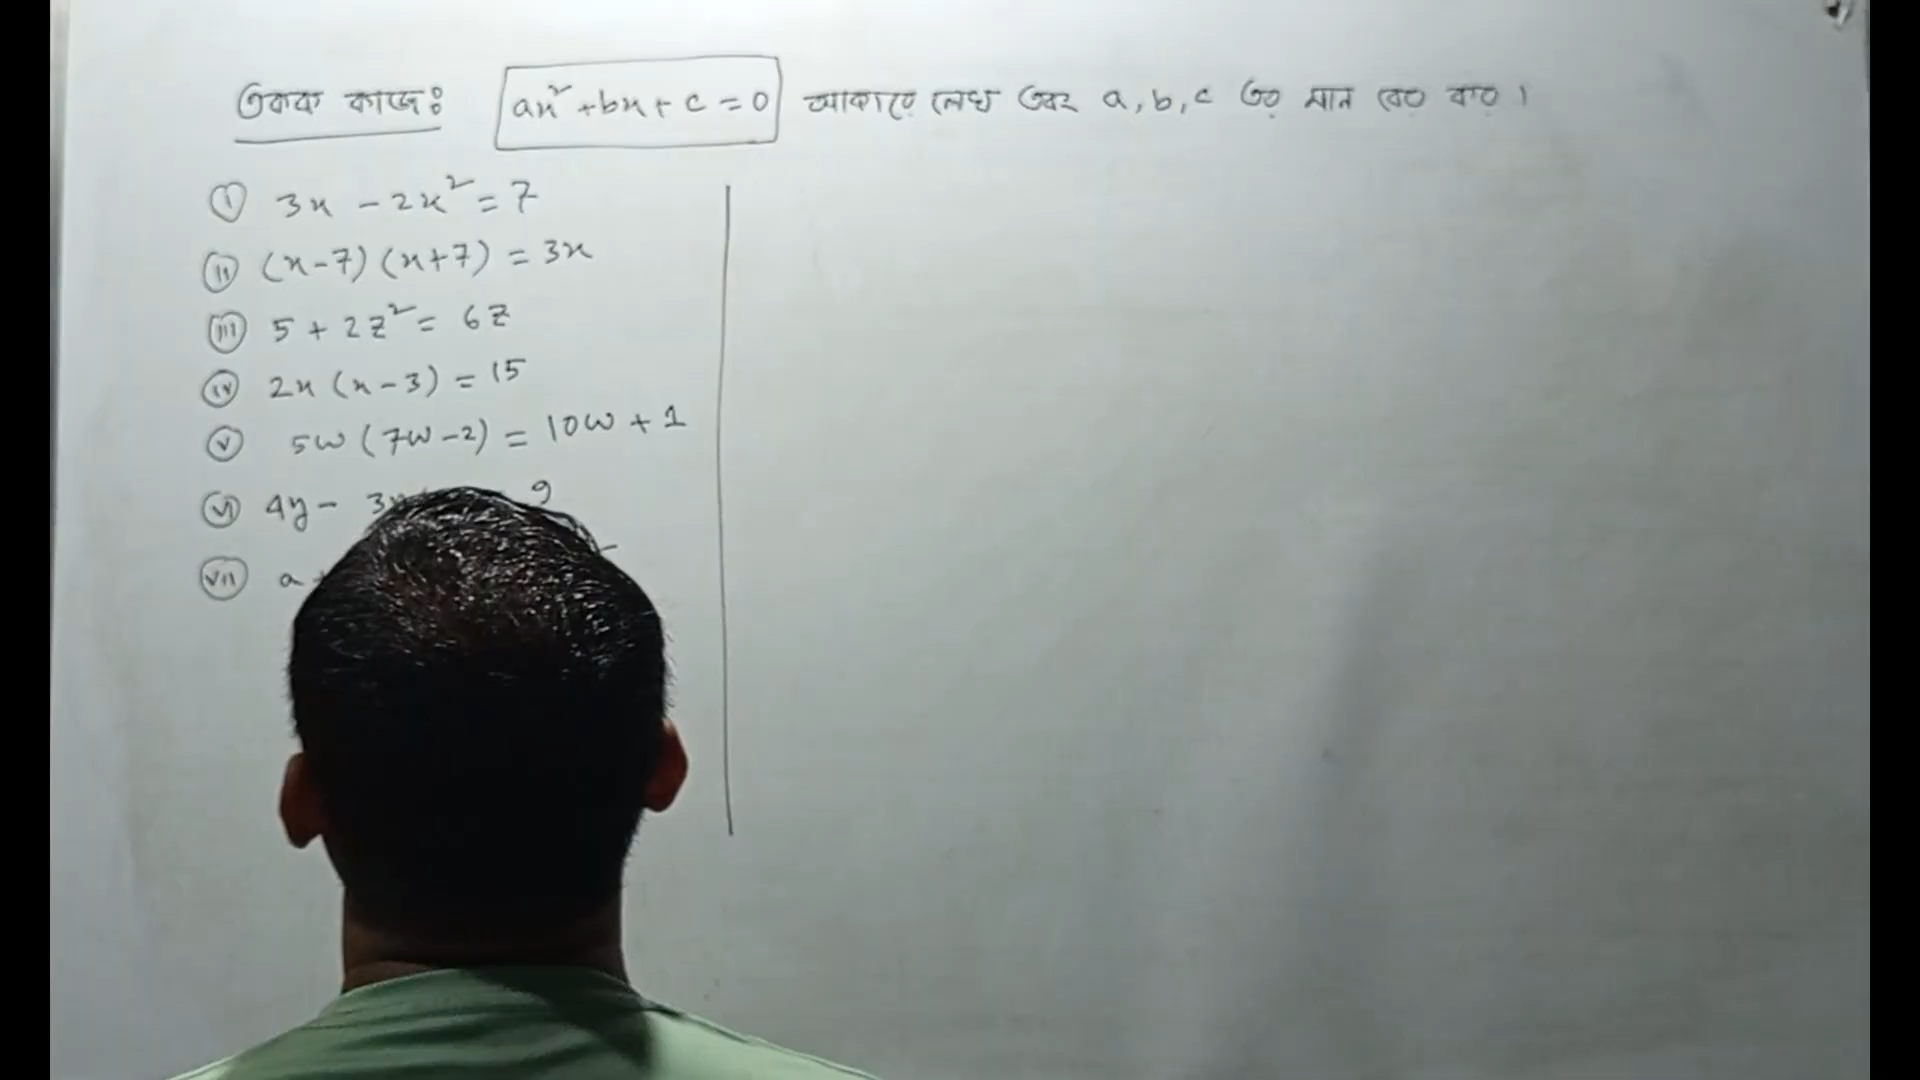 একক কাজঃ ax²+bx+c=0 আকারে লেখ এবং a, b, c এর মান বের কর।
i 3x - 2x² = 7
ii (x-7) (x+7) = 3x
iii 5 + 2z² = 6z
iv 2x (x-3) = 15
v 5w (7w-2) = 10w + 1
vi 4y - 9
vii a +